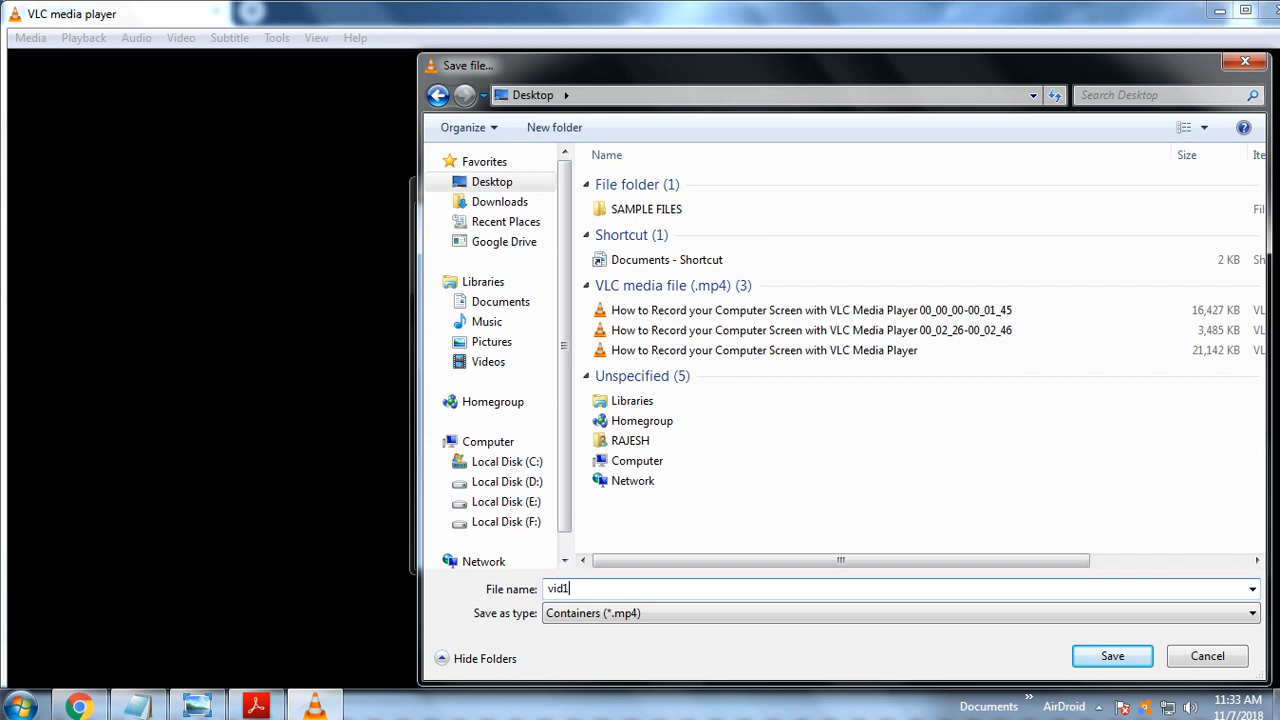 VLC media player
Media Playback Audio Video Subtitle Tools View Help
Save file...
Desktop
Search Desktop
Organize New folder
Favorites
Desktop
Downloads
Recent Places
Google Drive
Libraries
Documents
Music
Pictures
Videos
Homegroup
Computer
Local Disk (C:)
Local Disk (D:)
Local Disk (E:)
Local Disk (F:)
Network
Name Size Ite
File folder (1)
SAMPLE FILES Fil
Shortcut (1)
Documents - Shortcut 2 KB Sh
VLC media file (.mp4) (3)
How to Record your Computer Screen with VLC Media Player 00_00_00-00_01_45 16,427 KB VL
How to Record your Computer Screen with VLC Media Player 00_02_26-00_02_46 3,485 KB VL
How to Record your Computer Screen with VLC Media Player 21,142 KB VL
Unspecified (5)
Libraries
Homegroup
RAJESH
Computer
Network
File name: vid1
Save as type: Containers (*.mp4)
Hide Folders Save Cancel
Documents » AirDroid 11:33 AM
11/7/2018